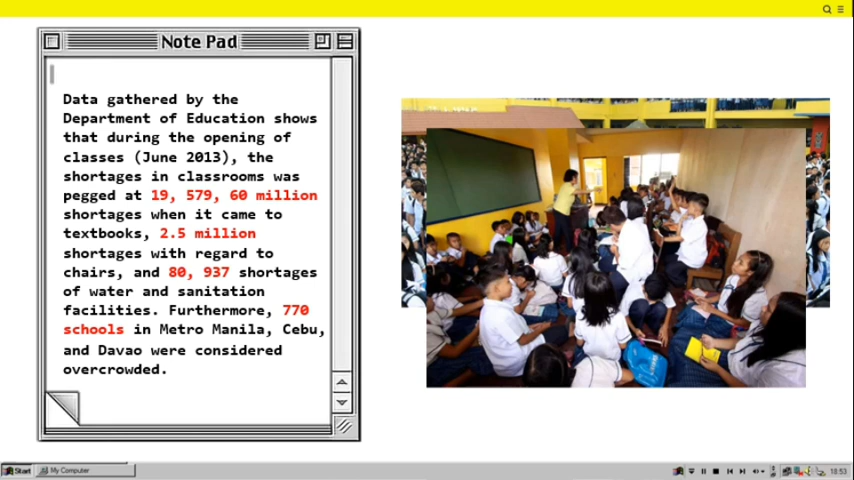 Note Pad
Data gathered by the
Department of Education shows
that during the opening of
classes (June 2013), the
shortages in classrooms was
pegged at 19, 579, 60 million
shortages when it came to
textbooks, 2.5 million
shortages with regard to
chairs, and 80, 937 shortages
of water and sanitation
facilities. Furthermore, 770
schools in Metro Manila, Cebu,
and Davao were considered
overcrowded.
Start
My Computer
18:53